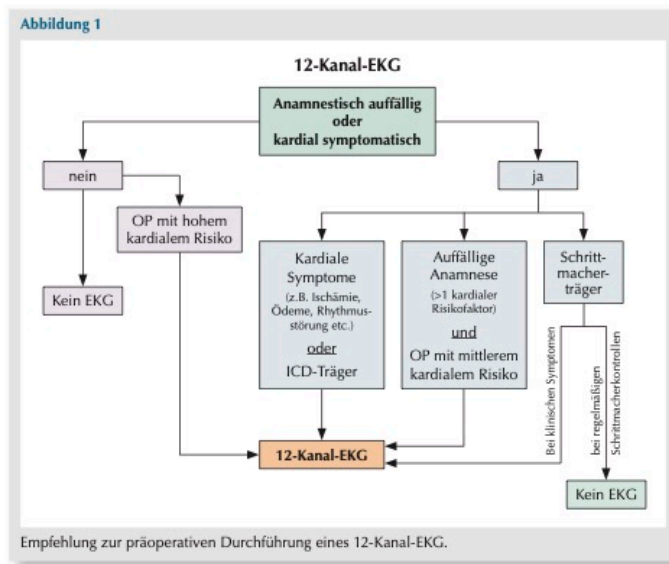 Abbildung 1
12-Kanal-EKG
Anamnestisch auffällig
oder
kardial symptomatisch
nein
ja
OP mit hohem
kardialem Risiko
Kein EKG
Kardiale
Symptome
(z.B. Ischämie,
Ödeme, Rhythmus-
störung etc.)
oder
ICD-Träger
Auffällige
Anamnese
(>1 kardialer
Risikofaktor)
und
OP mit mittlerem
kardialem Risiko
Schritt-
macher-
träger
Bei klinischen Symptomen
bei regelmäßigen
Schrittmacherkontrollen
12-Kanal-EKG
Kein EKG
Empfehlung zur präoperativen Durchführung eines 12-Kanal-EKG.